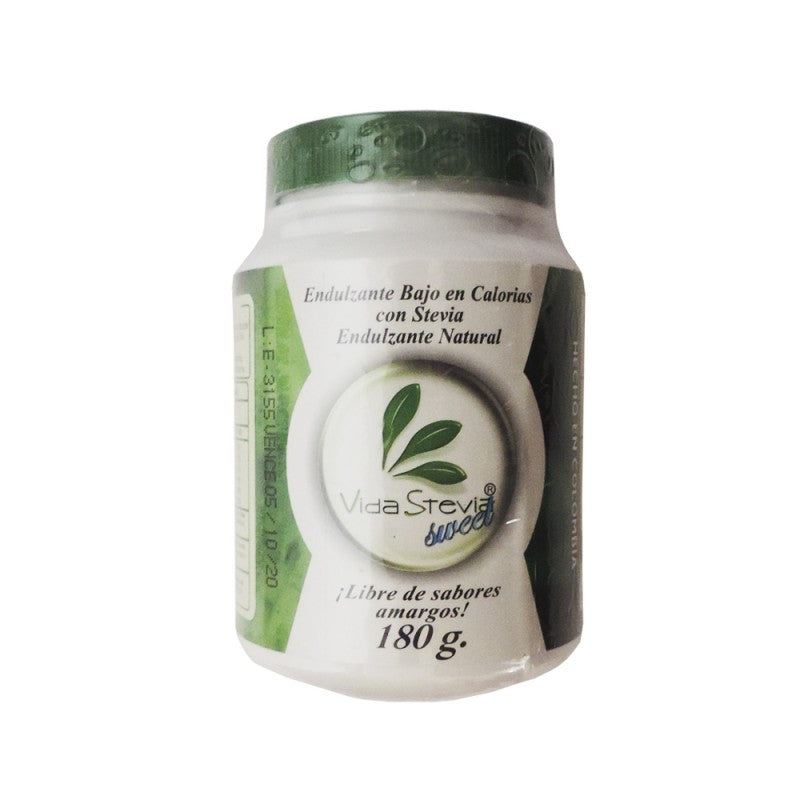 Endulzante Bajo en Calorias
con Stevia
Endulzante Natural
Vida Stevia®
sweet
¡Libre de sabores
amargos!
180 g.
L:E-3155 VENCE 05/10/20
HECHO EN COLOMBIA